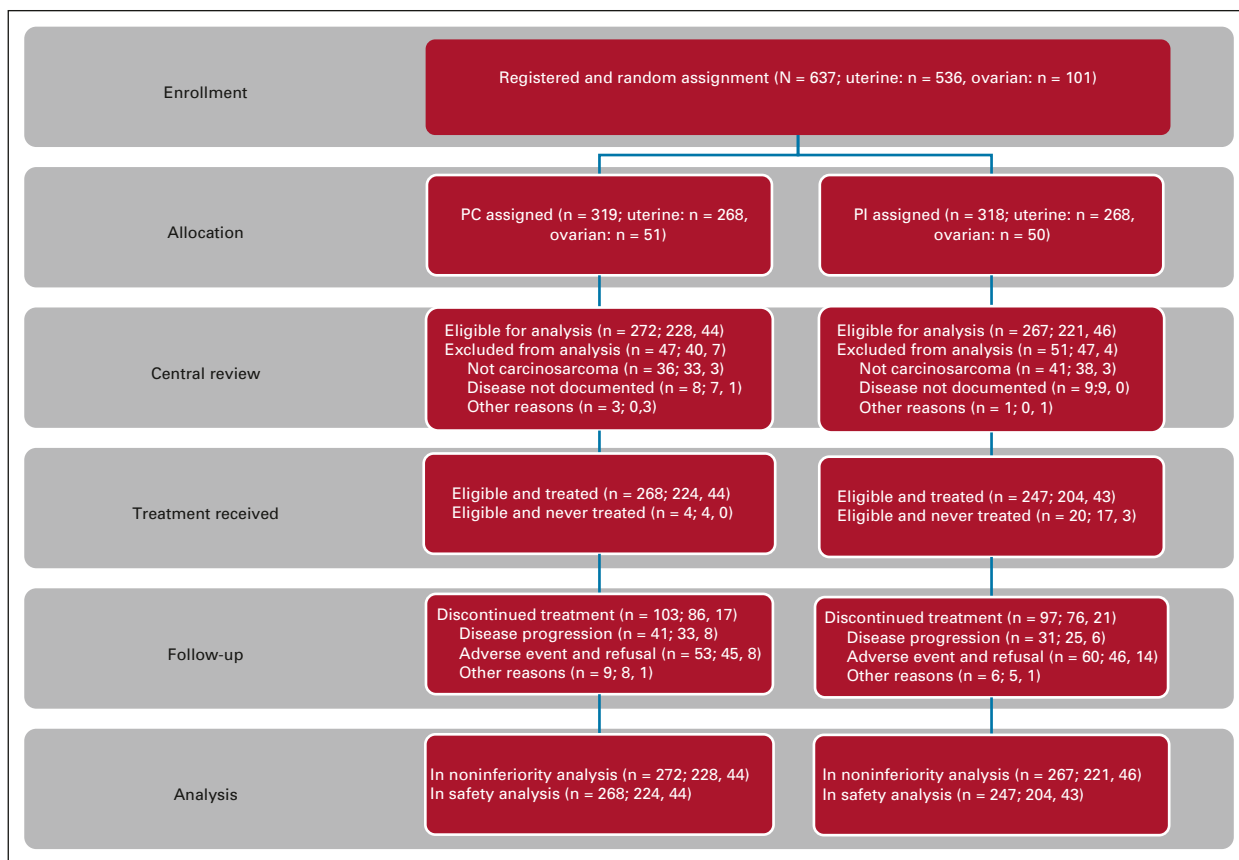 Enrollment
Registered and random assignment (N = 637; uterine: n = 536, ovarian: n = 101)
Allocation
PC assigned (n = 319; uterine: n = 268,
ovarian: n = 51)
PI assigned (n = 318; uterine: n = 268,
ovarian: n = 50)
Central review
Eligible for analysis (n = 272; 228, 44)
Excluded from analysis (n = 47; 40, 7)
Not carcinosarcoma (n = 36; 33, 3)
Disease not documented (n = 8; 7, 1)
Other reasons (n = 3; 0,3)
Eligible for analysis (n = 267; 221, 46)
Excluded from analysis (n = 51; 47, 4)
Not carcinosarcoma (n = 41; 38, 3)
Disease not documented (n = 9;9, 0)
Other reasons (n = 1; 0, 1)
Treatment received
Eligible and treated (n = 268; 224, 44)
Eligible and never treated (n = 4; 4, 0)
Eligible and treated (n = 247; 204, 43)
Eligible and never treated (n = 20; 17, 3)
Follow-up
Discontinued treatment (n = 103; 86, 17)
Disease progression (n = 41; 33, 8)
Adverse event and refusal (n = 53; 45, 8)
Other reasons (n = 9; 8, 1)
Discontinued treatment (n = 97; 76, 21)
Disease progression (n = 31; 25, 6)
Adverse event and refusal (n = 60; 46, 14)
Other reasons (n = 6; 5, 1)
Analysis
In noninferiority analysis (n = 272; 228, 44)
In safety analysis (n = 268; 224, 44)
In noninferiority analysis (n = 267; 221, 46)
In safety analysis (n = 247; 204, 43)